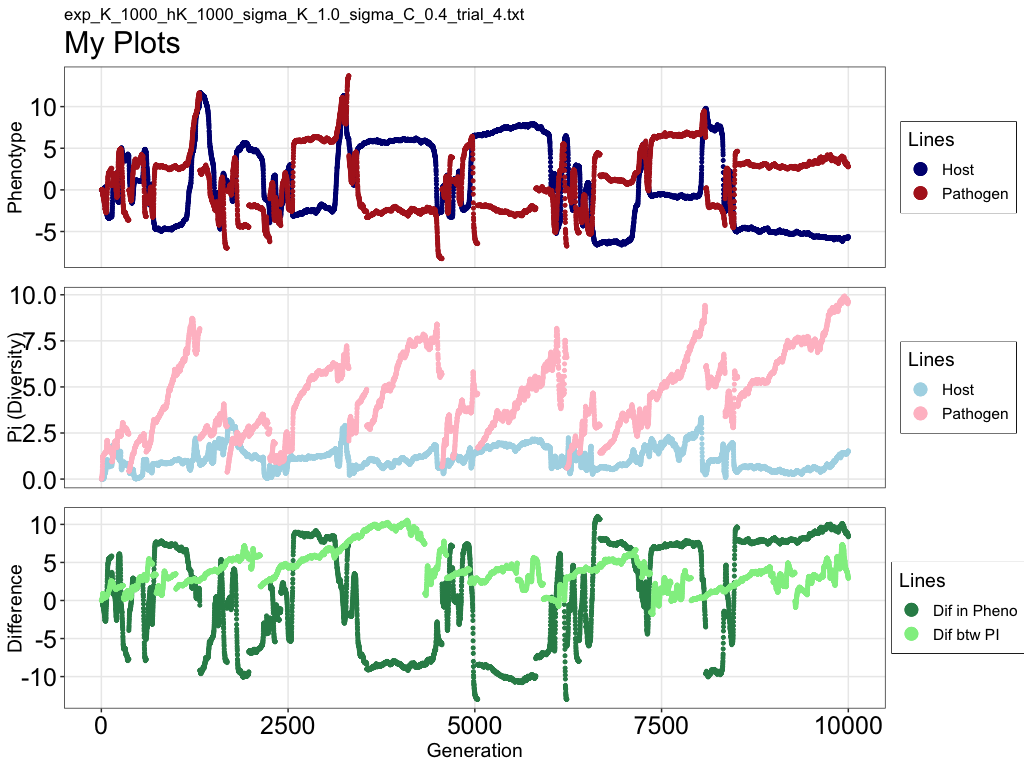 exp_K_1000_hK_1000_sigma_K_1.0_sigma_C_0.4_trial_4.txt
My Plots
Phenotype
10
5
0
-5
Lines
Host
Pathogen
Pi (Diversity)
10.0
7.5
5.0
2.5
0.0
Lines
Host
Pathogen
Difference
10
5
0
-5
-10
Lines
Dif in Pheno
Dif btw PI
0 2500 5000 7500 10000
Generation